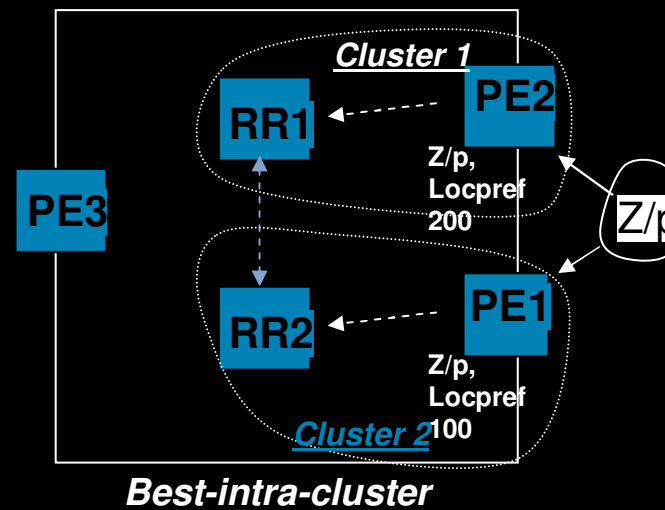 Cluster 1
PE2
RR1
Z/p,
Locpref
200
PE3
Z/p
PE1
RR2
Z/p,
Locpref
100
Cluster 2
Best-intra-cluster